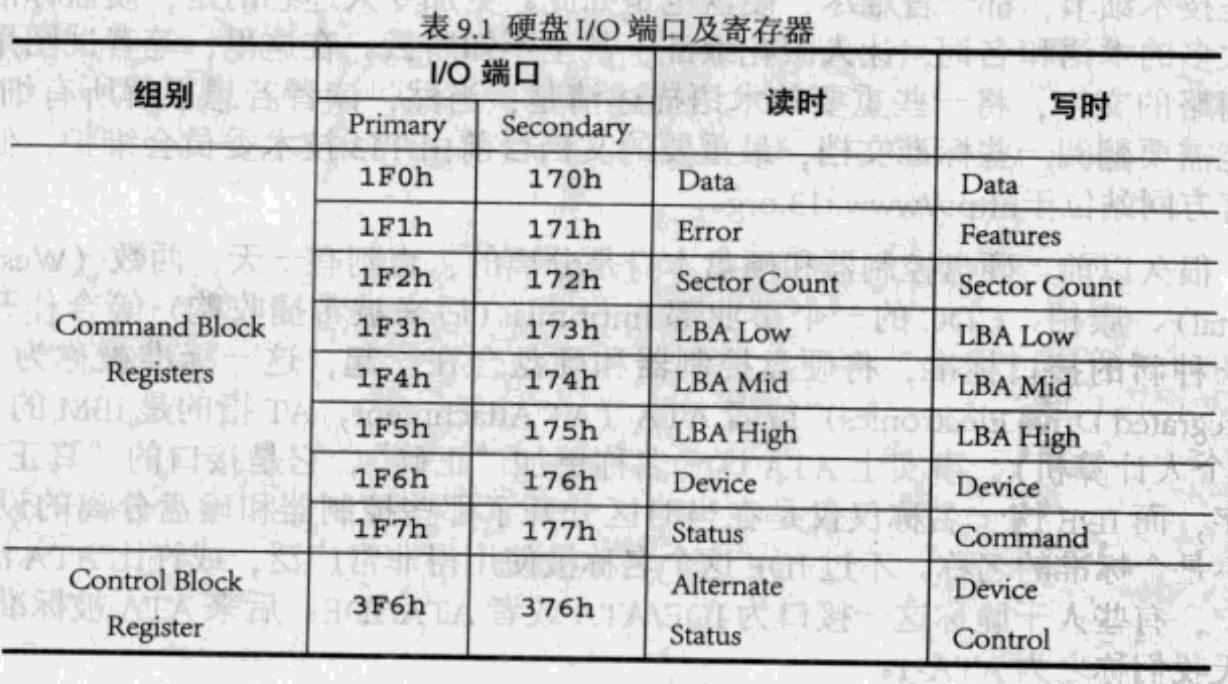 表 9.1 硬盘 I/O 端口及寄存器
组别 I/O 端口 读时 写时
Primary Secondary
Command Block Registers
1F0h 170h Data Data
1F1h 171h Error Features
1F2h 172h Sector Count Sector Count
1F3h 173h LBA Low LBA Low
1F4h 174h LBA Mid LBA Mid
1F5h 175h LBA High LBA High
1F6h 176h Device Device
1F7h 177h Status Command
Control Block Register
3F6h 376h Alternate Status Device Control